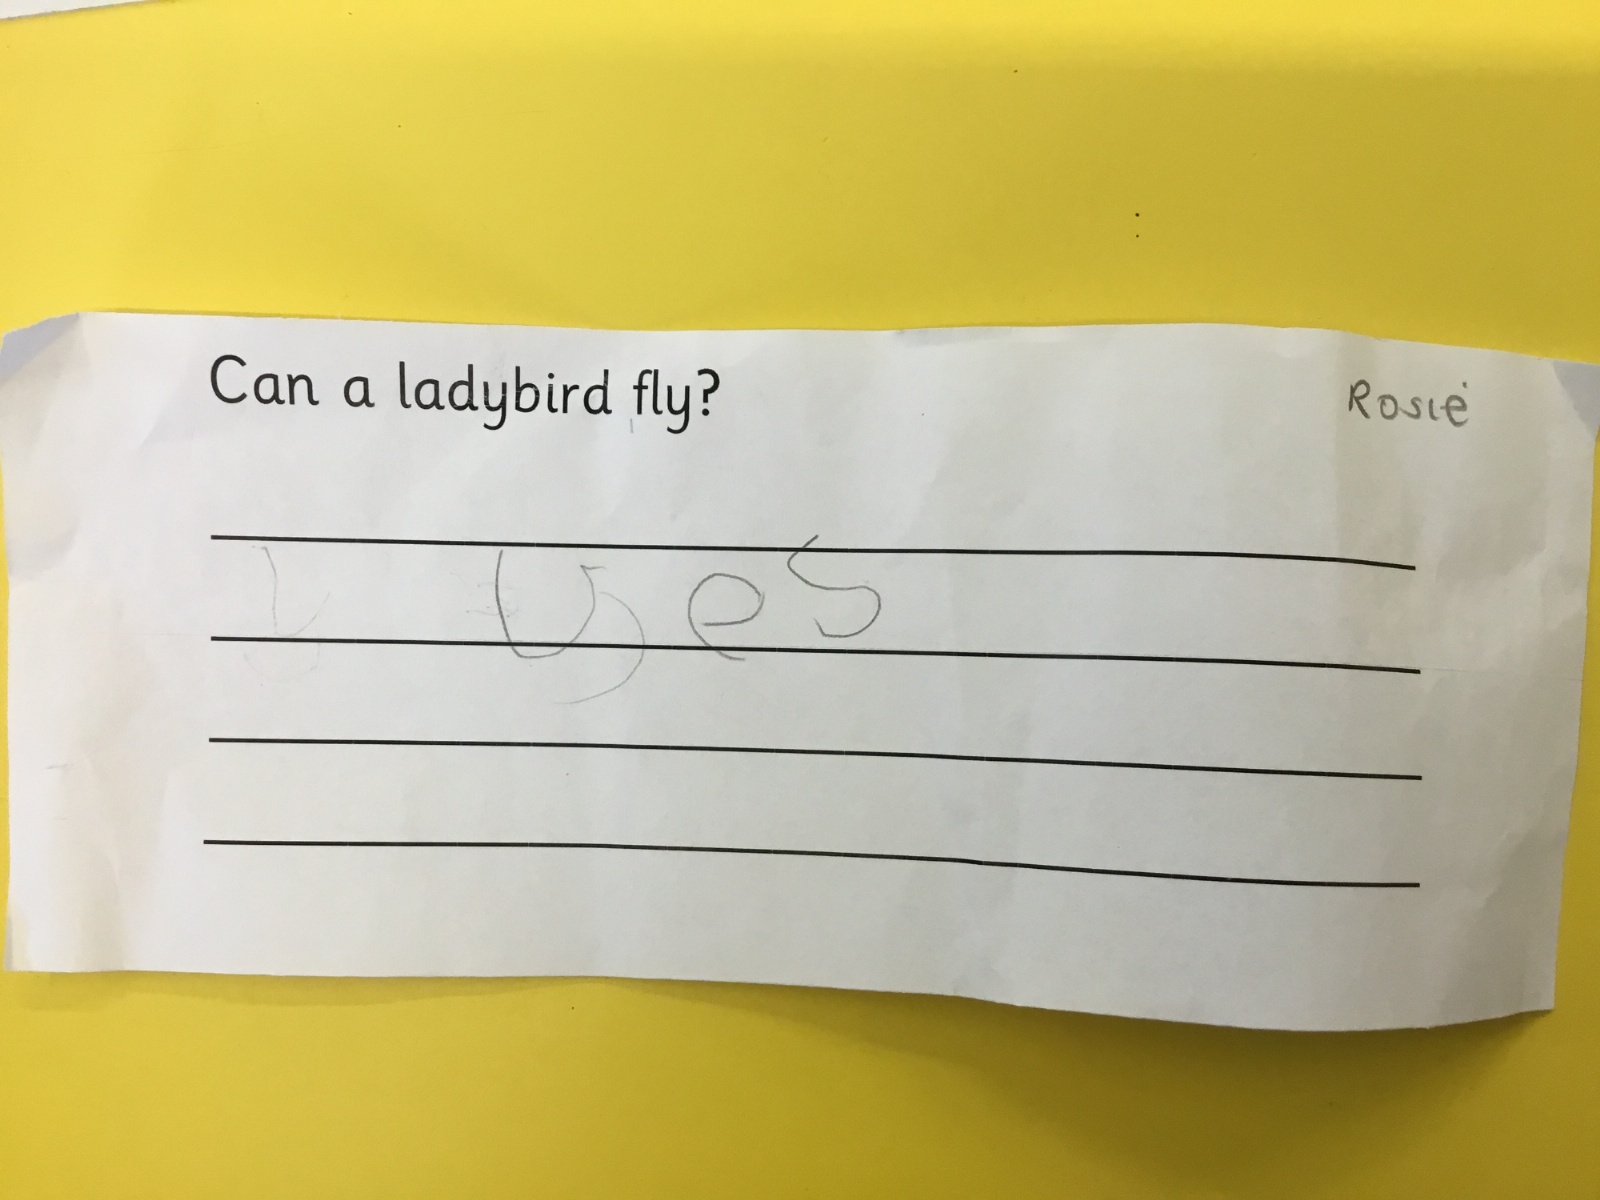 Can a ladybird fly?
Rosie
yes